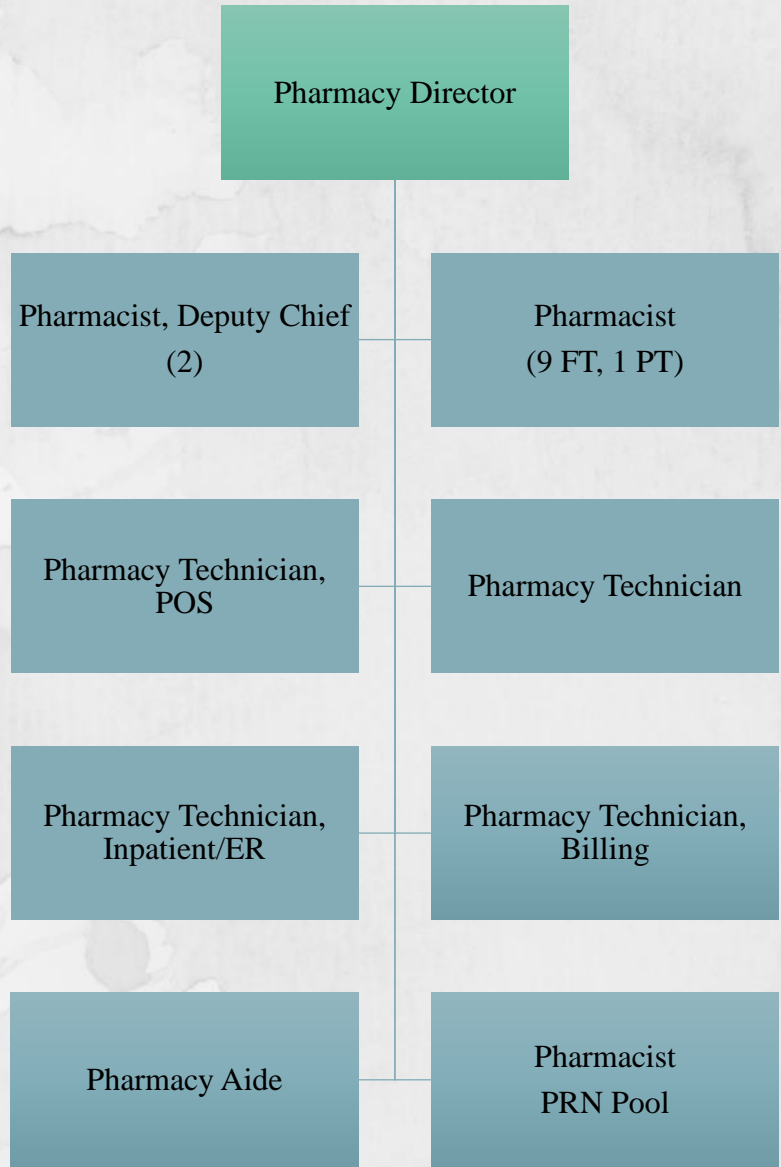 Pharmacy Director
Pharmacist, Deputy Chief
(2)
Pharmacist
(9 FT, 1 PT)
Pharmacy Technician,
POS
Pharmacy Technician
Pharmacy Technician,
Inpatient/ER
Pharmacy Technician,
Billing
Pharmacy Aide
Pharmacist
PRN Pool